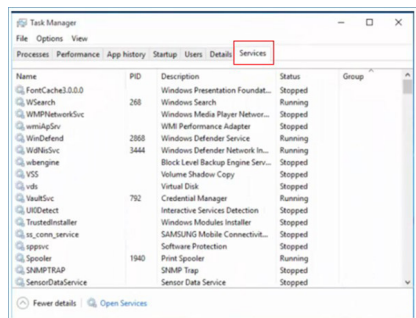 Task Manager
File Options View
Processes Performance App history Startup Users Details Services
Name PID Description Status Group
FontCache3.0.0.0 Windows Presentation Foundat... Stopped
WSearch 268 Windows Search Running
WMPNetworkSvc Windows Media Player Networ... Stopped
wmiApSrv WMI Performance Adapter Stopped
WinDefend 2868 Windows Defender Service Running
WdNisSvc 3444 Windows Defender Network In... Running
wbengine Block Level Backup Engine Serv... Stopped
VSS Volume Shadow Copy Stopped
vds Virtual Disk Stopped
VaultSvc 792 Credential Manager Running
UI0Detect Interactive Services Detection Stopped
TrustedInstaller Windows Modules Installer Stopped
ss_conn_service SAMSUNG Mobile Connectivit... Stopped
sppsvc Software Protection Stopped
Spooler 1940 Print Spooler Running
SNMPTRAP SNMP Trap Stopped
SensorDataService Sensor Data Service Stopped
Fewer details Open Services